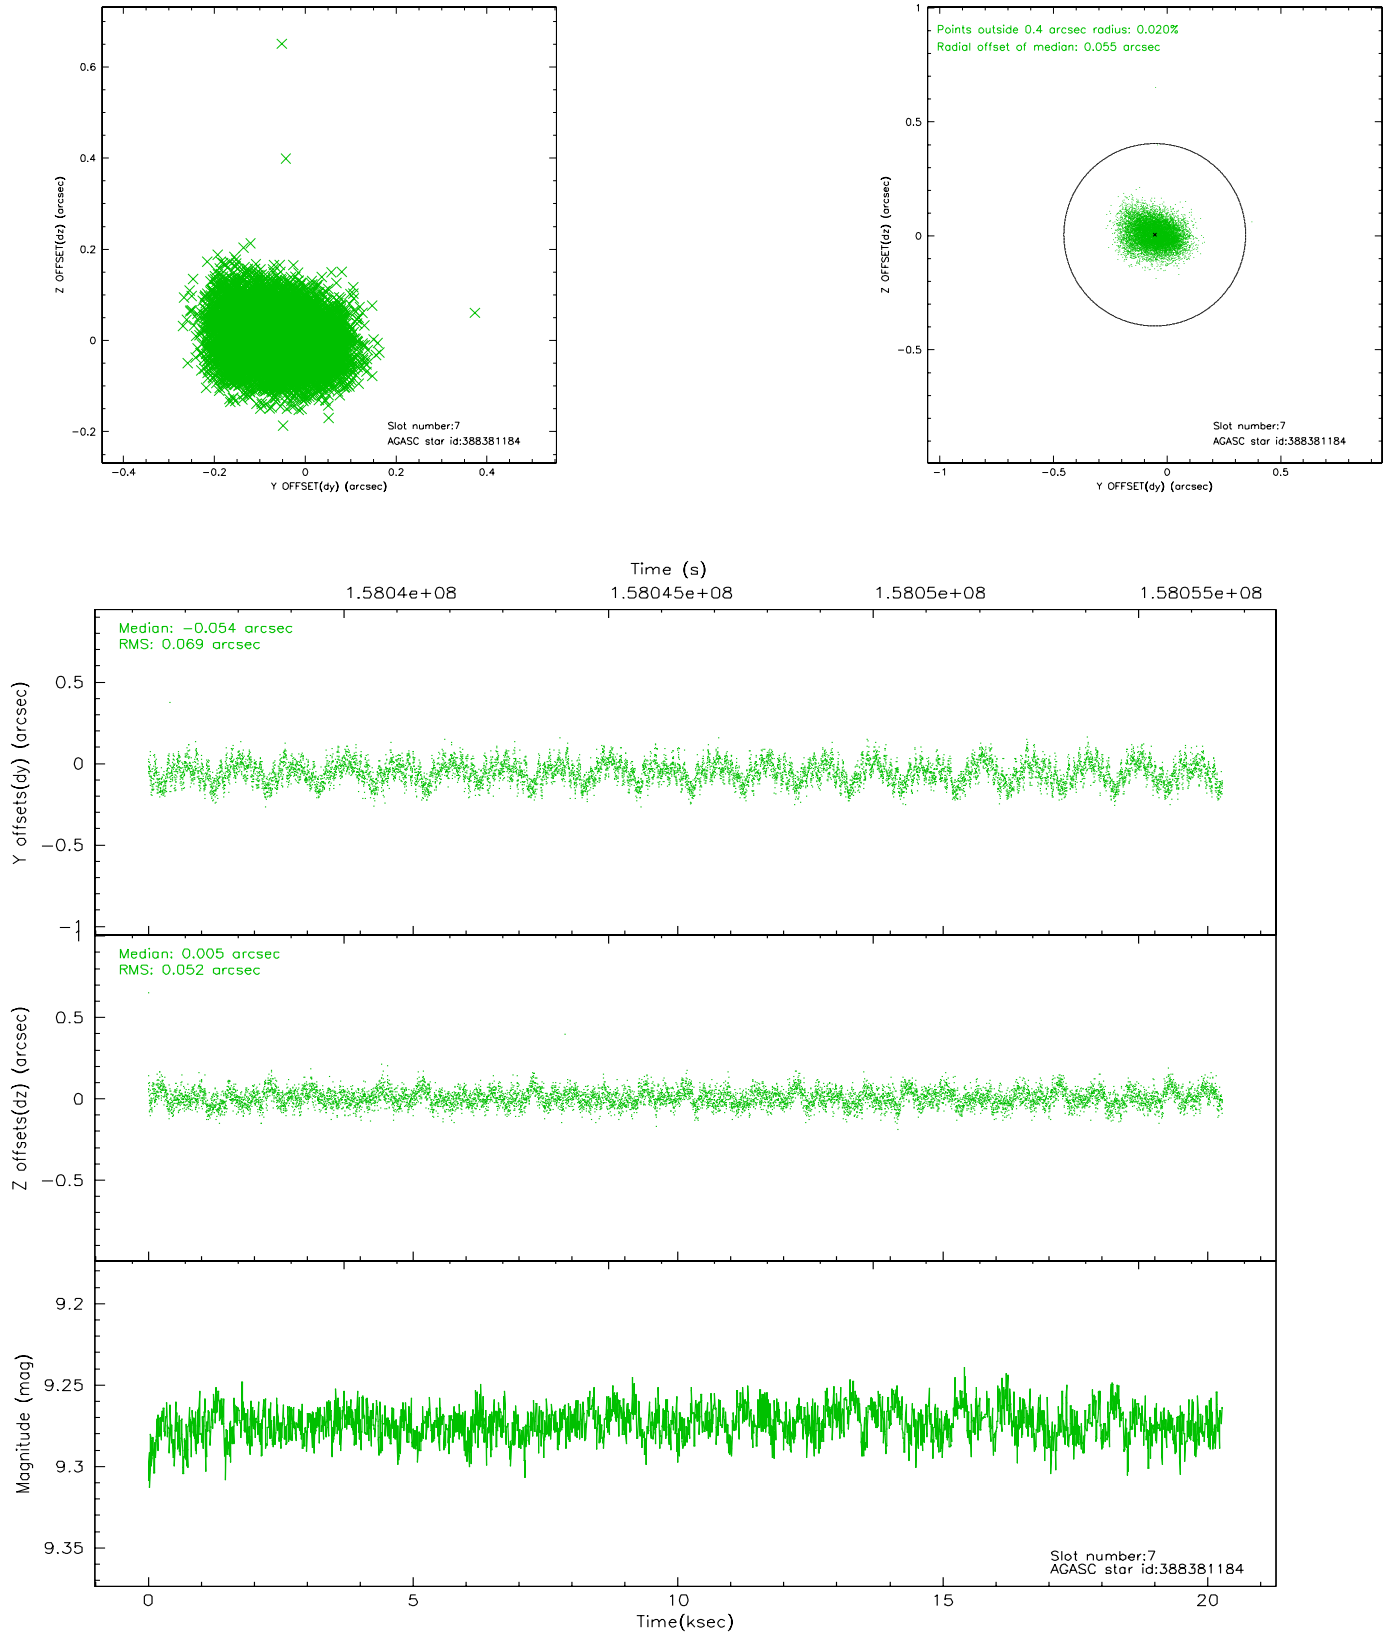 0.6
0.4
0.2
0
−0.2
Z OFFSET(dz) (arcsec)
−0.4 −0.2 0 0.2 0.4
Y OFFSET(dy) (arcsec)
Slot number:7
AGASC star id:388381184
Points outside 0.4 arcsec radius: 0.020%
Radial offset of median: 0.055 arcsec
1
0.5
0
−0.5
Z OFFSET(dz) (arcsec)
−1 −0.5 0 0.5
Y OFFSET(dy) (arcsec)
Slot number:7
AGASC star id:388381184
Time (s)
1.5804e+08 1.58045e+08 1.5805e+08 1.58055e+08
Median: −0.054 arcsec
RMS: 0.069 arcsec
0.5
0
−0.5
−1
Y offsets(dy) (arcsec)
Median: 0.005 arcsec
RMS: 0.052 arcsec
1
0.5
0
−0.5
Z offsets(dz) (arcsec)
9.2
9.25
9.3
9.35
Magnitude (mag)
Slot number:7
AGASC star id:388381184
0 5 10 15 20
Time(ksec)